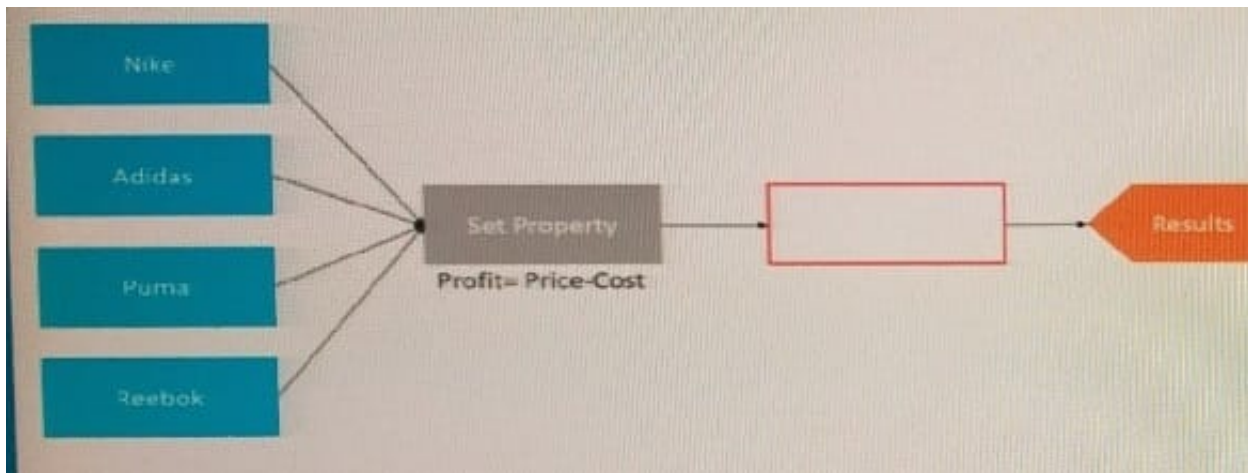 Nike
Adidas
Puma
Reebok
Set Property
Profit= Price-Cost
Results